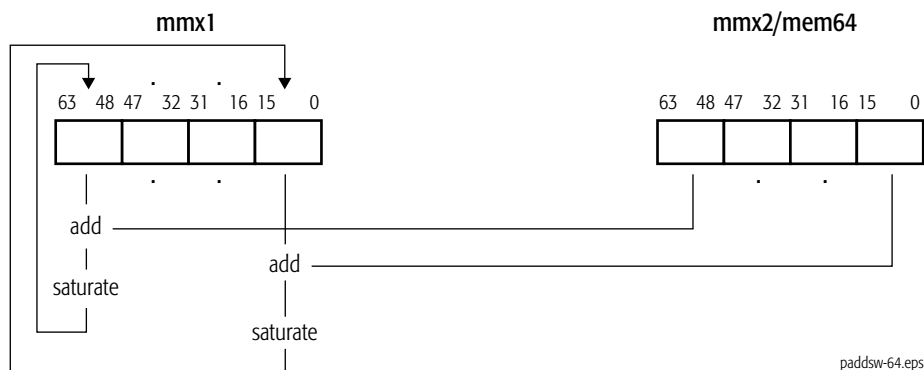 mmx1 mmx2/mem64
. .
63 48 47 32 31 16 15 0 63 48 47 32 31 16 15 0
. . . .
add
add
saturate
saturate
paddsw-64.eps